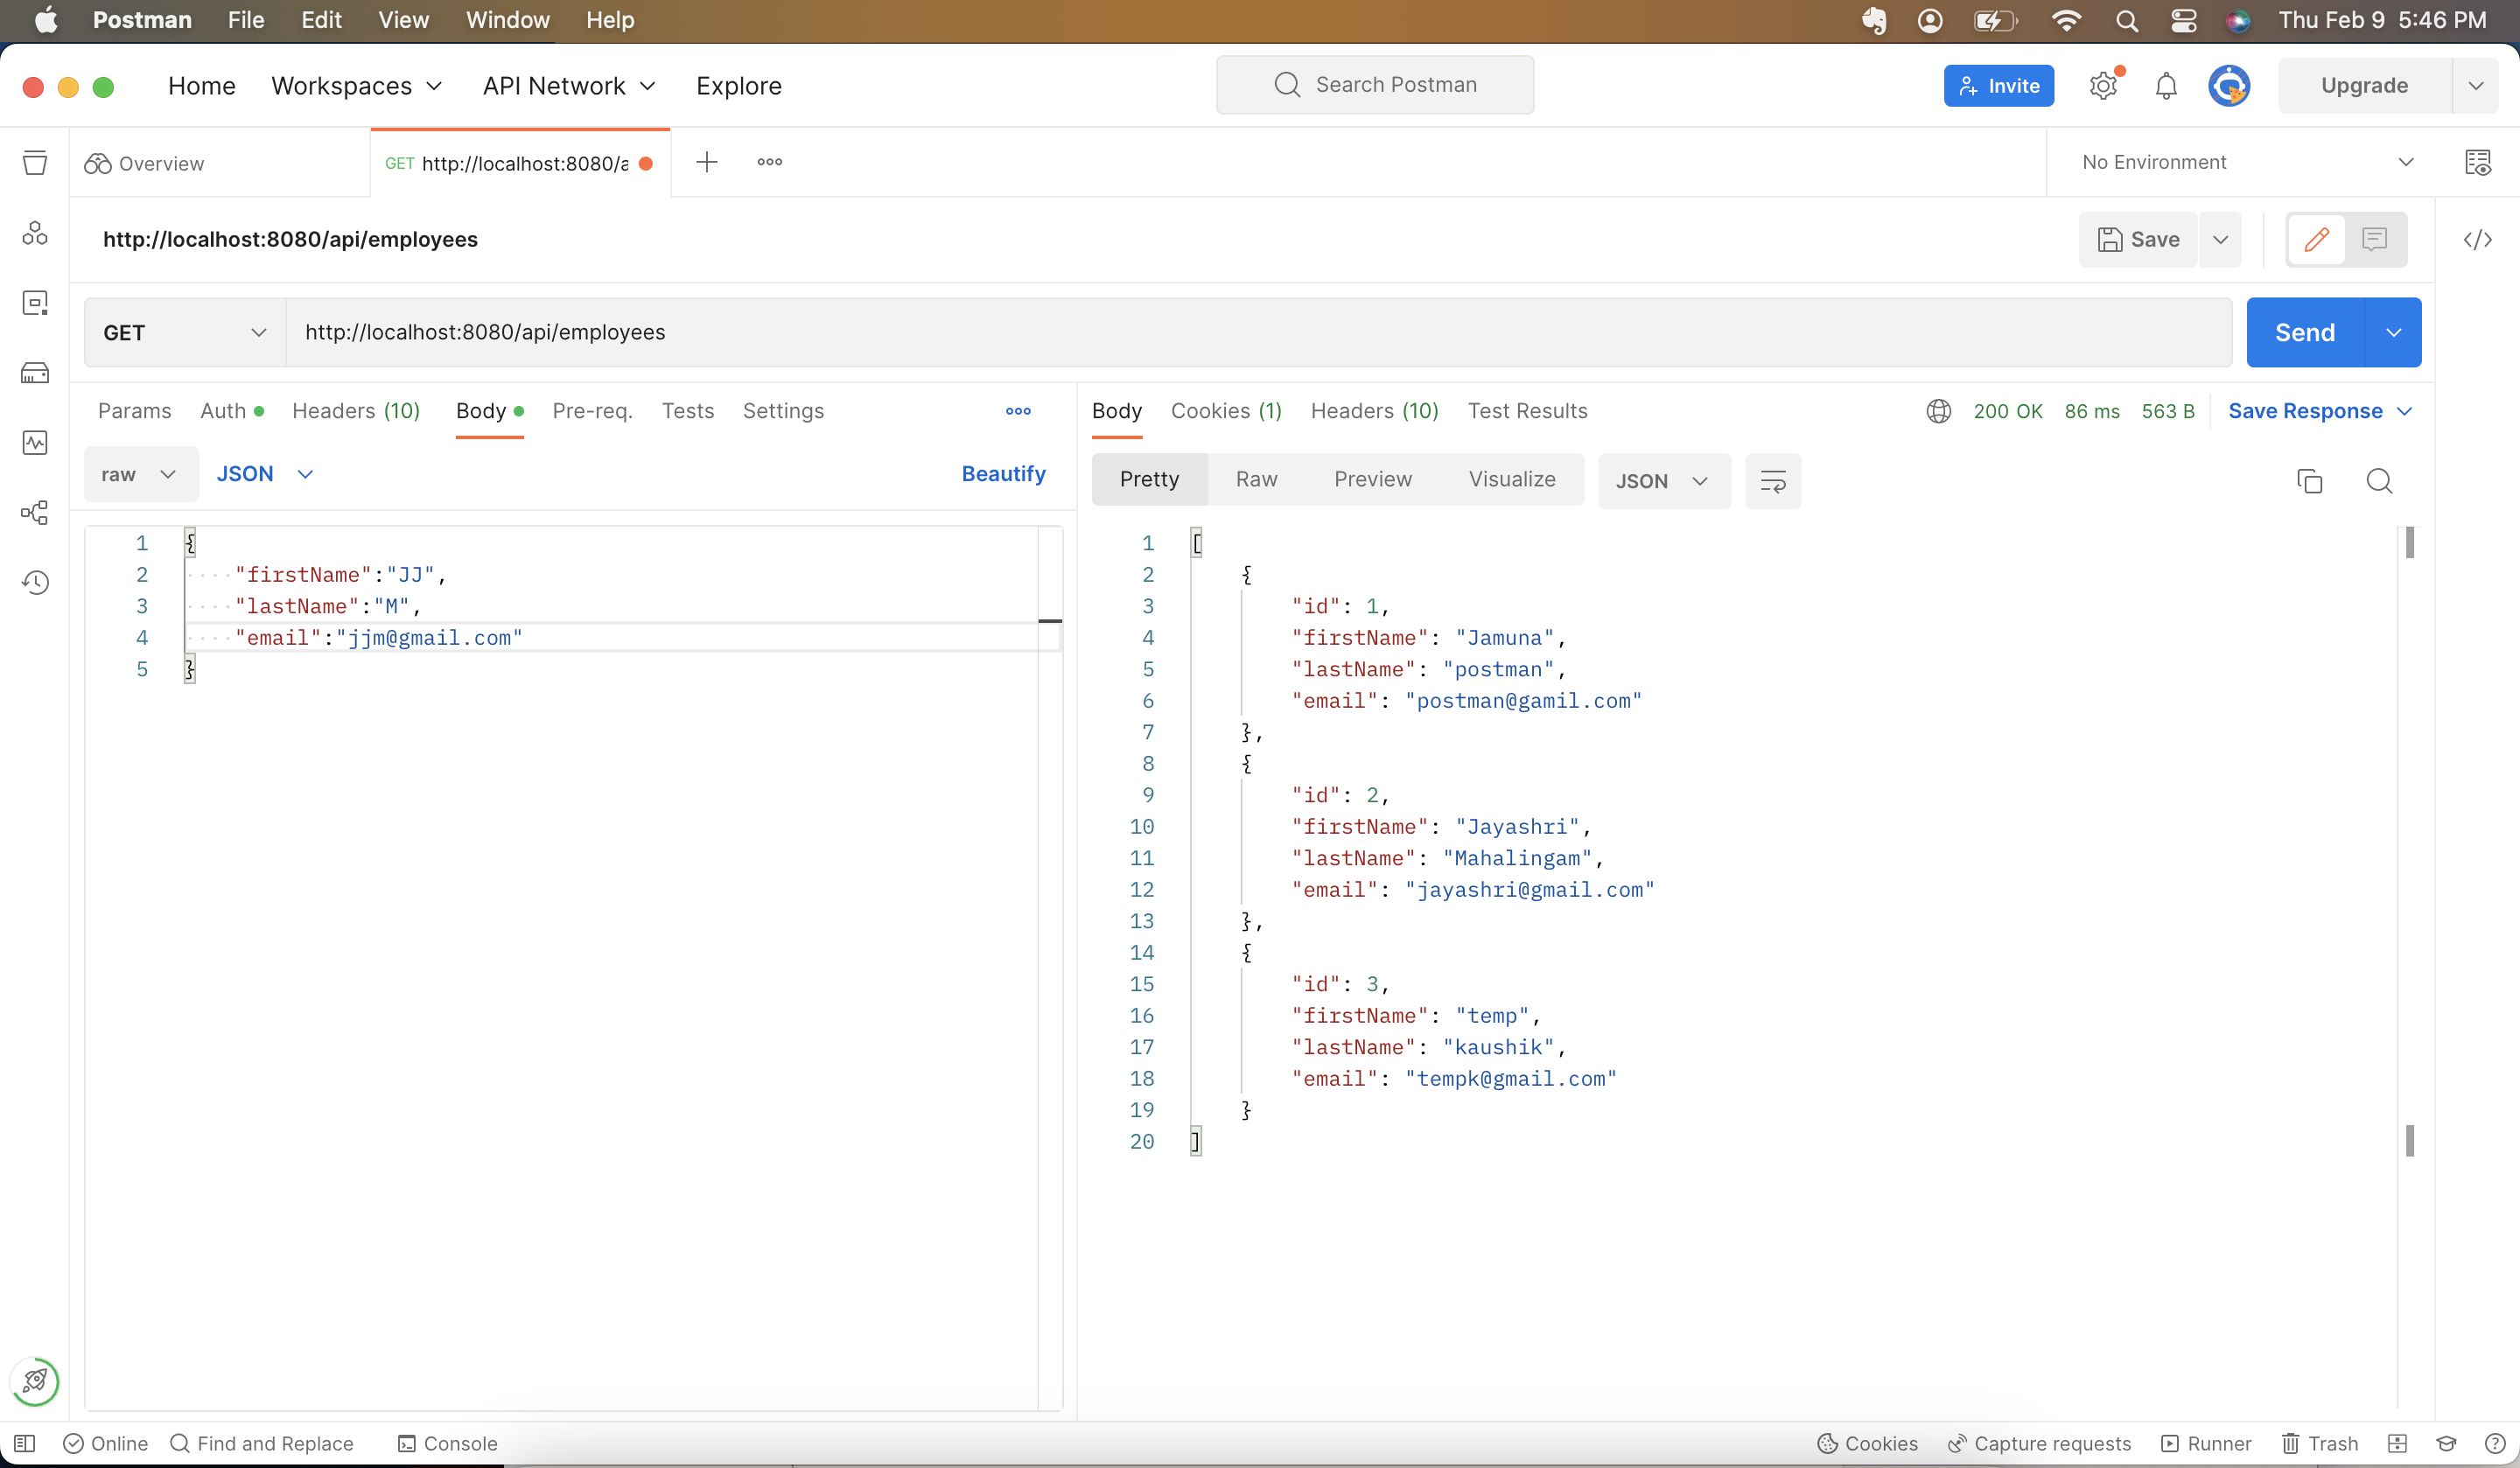 Postman File Edit View Window Help Thu Feb 9 5:46 PM
Home Workspaces API Network Explore Search Postman Invite Upgrade
Overview GET http://localhost:8080/a No Environment
http://localhost:8080/api/employees Save
GET http://localhost:8080/api/employees Send
Params Auth Headers (10) Body Pre-req. Tests Settings
raw JSON Beautify
1 {
2 "firstName":"JJ",
3 "lastName":"M",
4 "email":"jjm@gmail.com"
5 }
Body Cookies (1) Headers (10) Test Results 200 OK 86 ms 563 B Save Response
Pretty Raw Preview Visualize JSON
1 [
2 {
3 "id": 1,
4 "firstName": "Jamuna",
5 "lastName": "postman",
6 "email": "postman@gamil.com"
7 },
8 {
9 "id": 2,
10 "firstName": "Jayashri",
11 "lastName": "Mahalingam",
12 "email": "jayashri@gmail.com"
13 },
14 {
15 "id": 3,
16 "firstName": "temp",
17 "lastName": "kaushik",
18 "email": "tempk@gmail.com"
19 }
20 ]
Online Find and Replace Console Cookies Capture requests Runner Trash